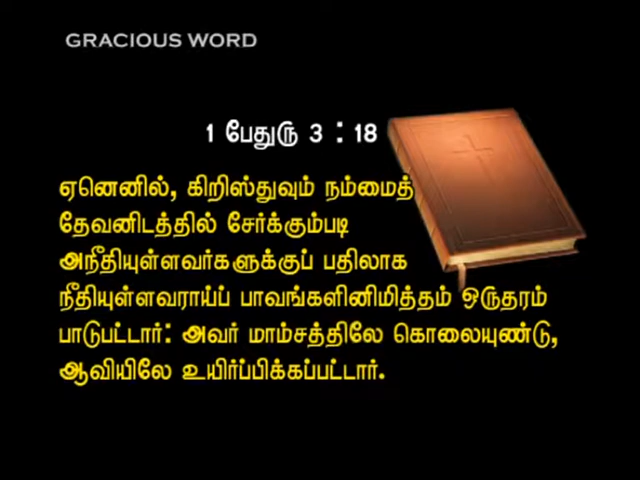 GRACIOUS WORD
1 பேதுரு 3 : 18
ஏனெனில், கிறிஸ்துவும் நம்மைத்
தேவனிடத்தில் சேர்க்கும்படி
அநீதியுள்ளவர்களுக்குப் பதிலாக
நீதியுள்ளவராய்ப் பாவங்களினிமித்தம் ஒருதரம்
பாடுபட்டார்: அவர் மாம்சத்திலே கொலையுண்டு,
ஆவியிலே உயிர்ப்பிக்கப்பட்டார்.